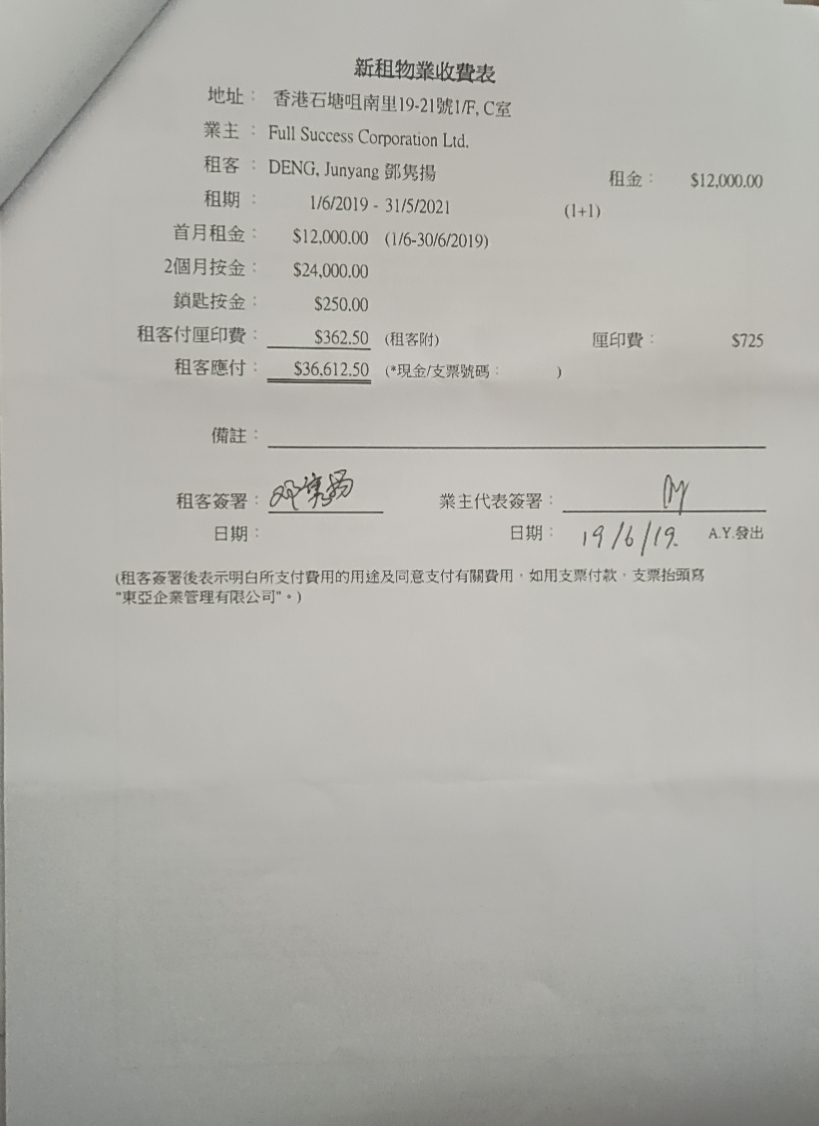 新租物業收費表
地址： 香港石塘咀南里19-21號1/F, C室
業主： Full Success Corporation Ltd.
租客： DENG, Junyang 鄧雋揚 租金： $12,000.00
租期： 1/6/2019 - 31/5/2021 (1+1)
首月租金： $12,000.00 (1/6-30/6/2019)
2個月按金： $24,000.00
鎖匙按金： $250.00
租客付厘印費： $362.50 (租客附) 厘印費： $725
租客應付： $36,612.50 (*現金/支票號碼： )
備註：
租客簽署： 邓隽扬 業主代表簽署：
日期： 日期： 19/6/19. A.Y.發出
(租客簽署後表示明白所支付費用的用途及同意支付有關費用，如用支票付款，支票抬頭寫
"東亞企業管理有限公司"。)